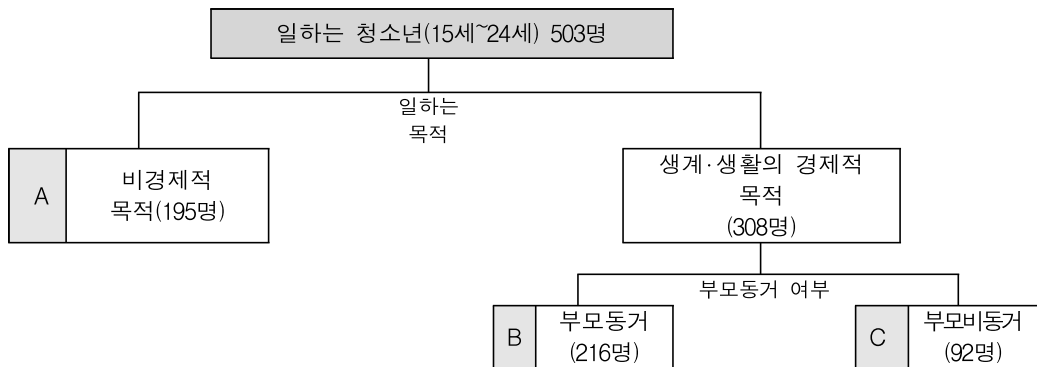 일하는 청소년(15세~24세) 503명
일하는
목적
A
비경제적
목적(195명)
생계·생활의 경제적
목적
(308명)
부모동거 여부
B
부모동거
(216명)
C
부모비동거
(92명)